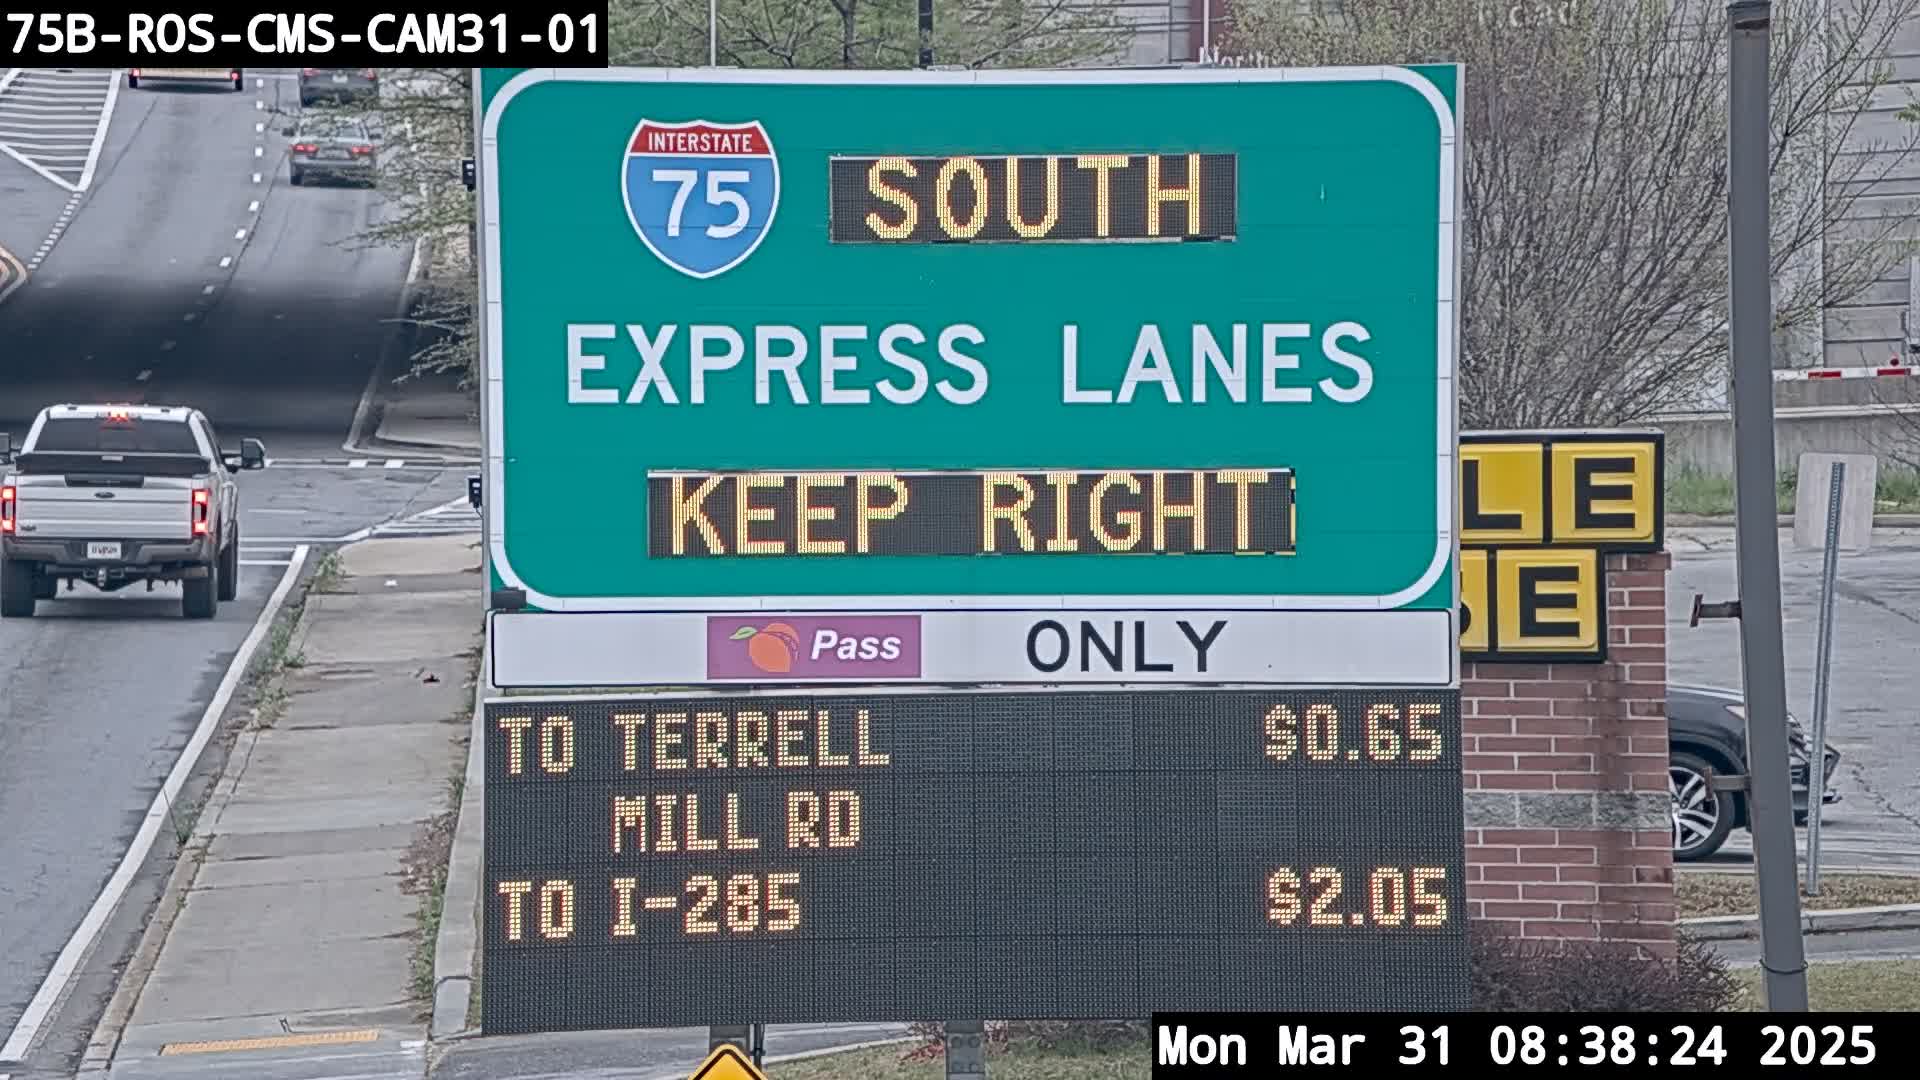 75B-ROS-CMS-CAM31-01
INTERSTATE
75
SOUTH
EXPRESS LANES
KEEP RIGHT
Pass ONLY
TO TERRELL $0.65
MILL RD
TO I-285 $2.05
LE
E
Mon Mar 31 08:38:24 2025